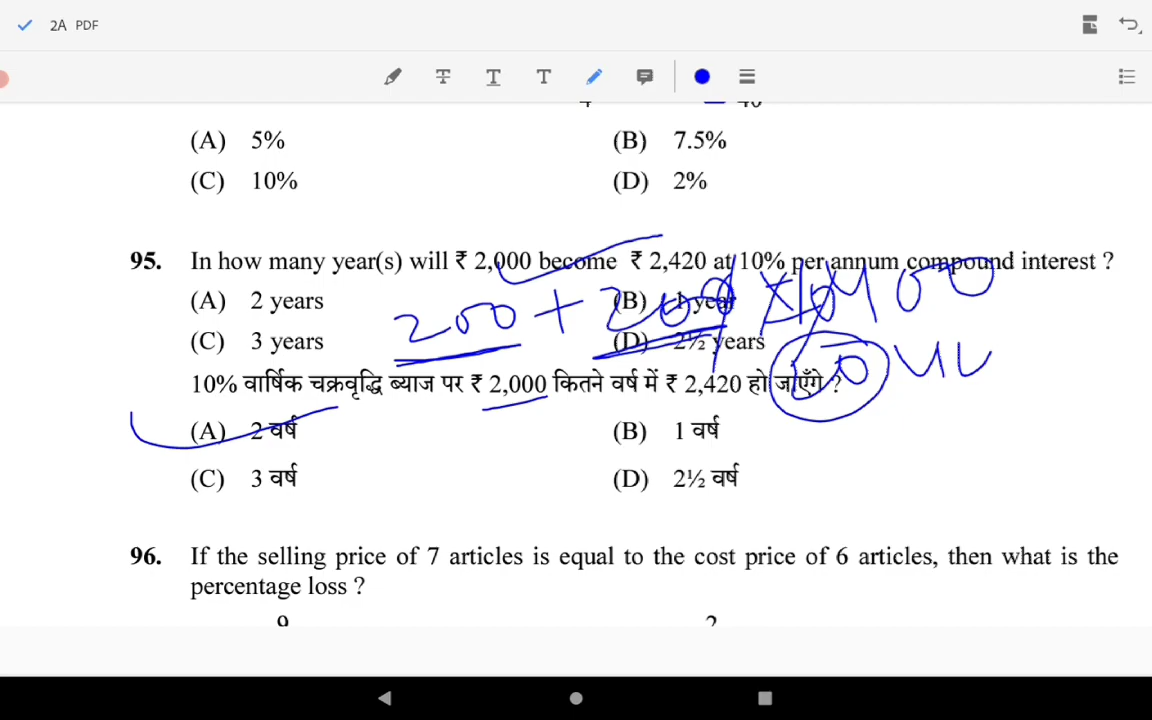 2A PDF
(A) 5% (B) 7.5%
(C) 10% (D) 2%
95. In how many year(s) will ₹ 2,000 become ₹ 2,420 at 10% per annum compound interest ?
(A) 2 years (B) 1 year
(C) 3 years (D) 2½ years
200 + 200
10% वार्षिक चक्रवृद्धि ब्याज पर ₹ 2,000 कितने वर्ष में ₹ 2,420 हो जाएँगे ?
(A) 2 वर्ष (B) 1 वर्ष
(C) 3 वर्ष (D) 2½ वर्ष
96. If the selling price of 7 articles is equal to the cost price of 6 articles, then what is the
percentage loss ?